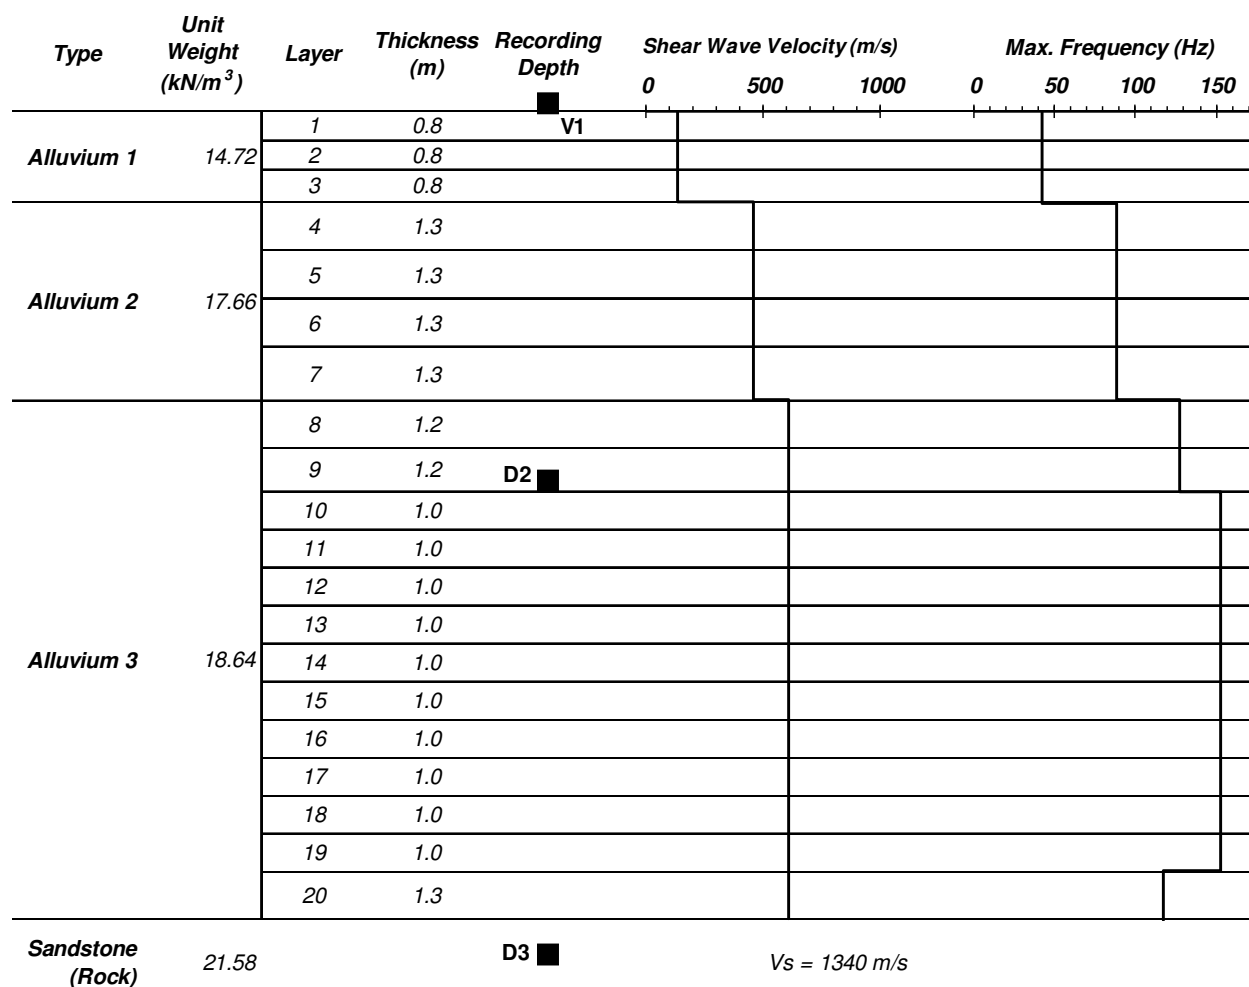 Type Unit Weight (kN/m³) Layer Thickness (m) Recording Depth Shear Wave Velocity (m/s) Max. Frequency (Hz)
0 500 1000 0 50 100 150
1 0.8 V1
Alluvium 1 14.72 2 0.8
3 0.8
4 1.3
5 1.3
Alluvium 2 17.66
6 1.3
7 1.3
8 1.2
9 1.2 D2
10 1.0
11 1.0
12 1.0
13 1.0
Alluvium 3 18.64 14 1.0
15 1.0
16 1.0
17 1.0
18 1.0
19 1.0
20 1.3
Sandstone (Rock) 21.58 D3 Vs = 1340 m/s